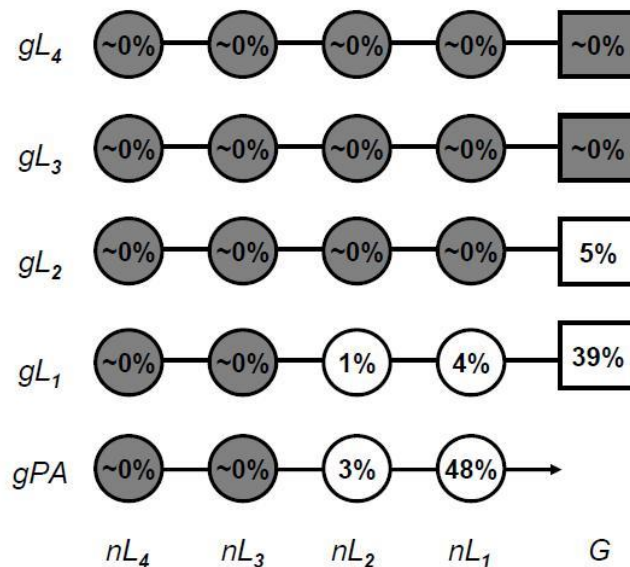 gL4 ~0% ~0% ~0% ~0% ~0%
gL3 ~0% ~0% ~0% ~0% ~0%
gL2 ~0% ~0% ~0% ~0% 5%
gL1 ~0% ~0% 1% 4% 39%
gPA ~0% ~0% 3% 48%
nL4 nL3 nL2 nL1 G